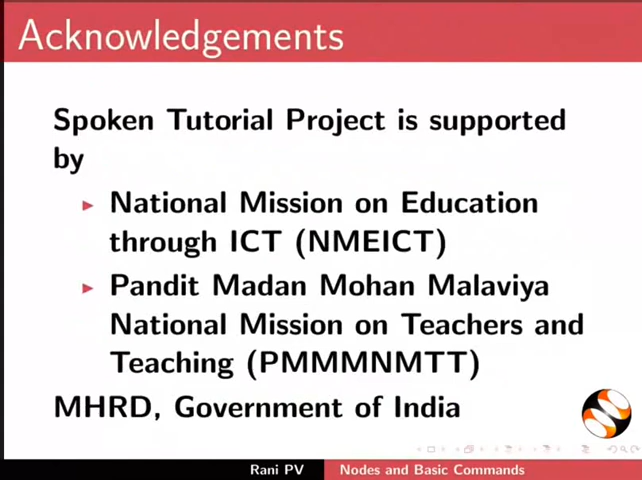 Acknowledgements
Spoken Tutorial Project is supported
by
National Mission on Education
through ICT (NMEICT)
Pandit Madan Mohan Malaviya
National Mission on Teachers and
Teaching (PMMMNMTT)
MHRD, Government of India
Rani PV Nodes and Basic Commands